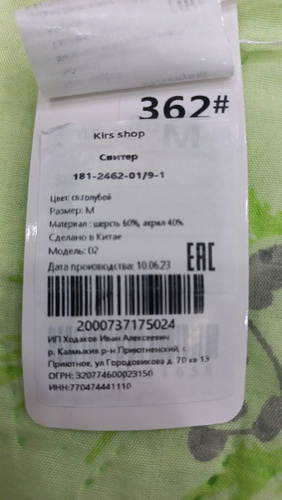 362#
Kirs shop
Свитер
181-2462-01/9-1
Цвет: св.голубой
Размер: M
Материал : шерсть 60%, акрил 40%
Сделано в Китае
Модель: 02
Дата производства: 10.06.23
EAC
2000737175024
ИП Ходаков Иван Алексеевич
р. Калмыкия р-н Приютненский, с
Приютное, ул Городовикова д. 70 кв 13
ОГРН: 320774600023150
ИНН:770474441110